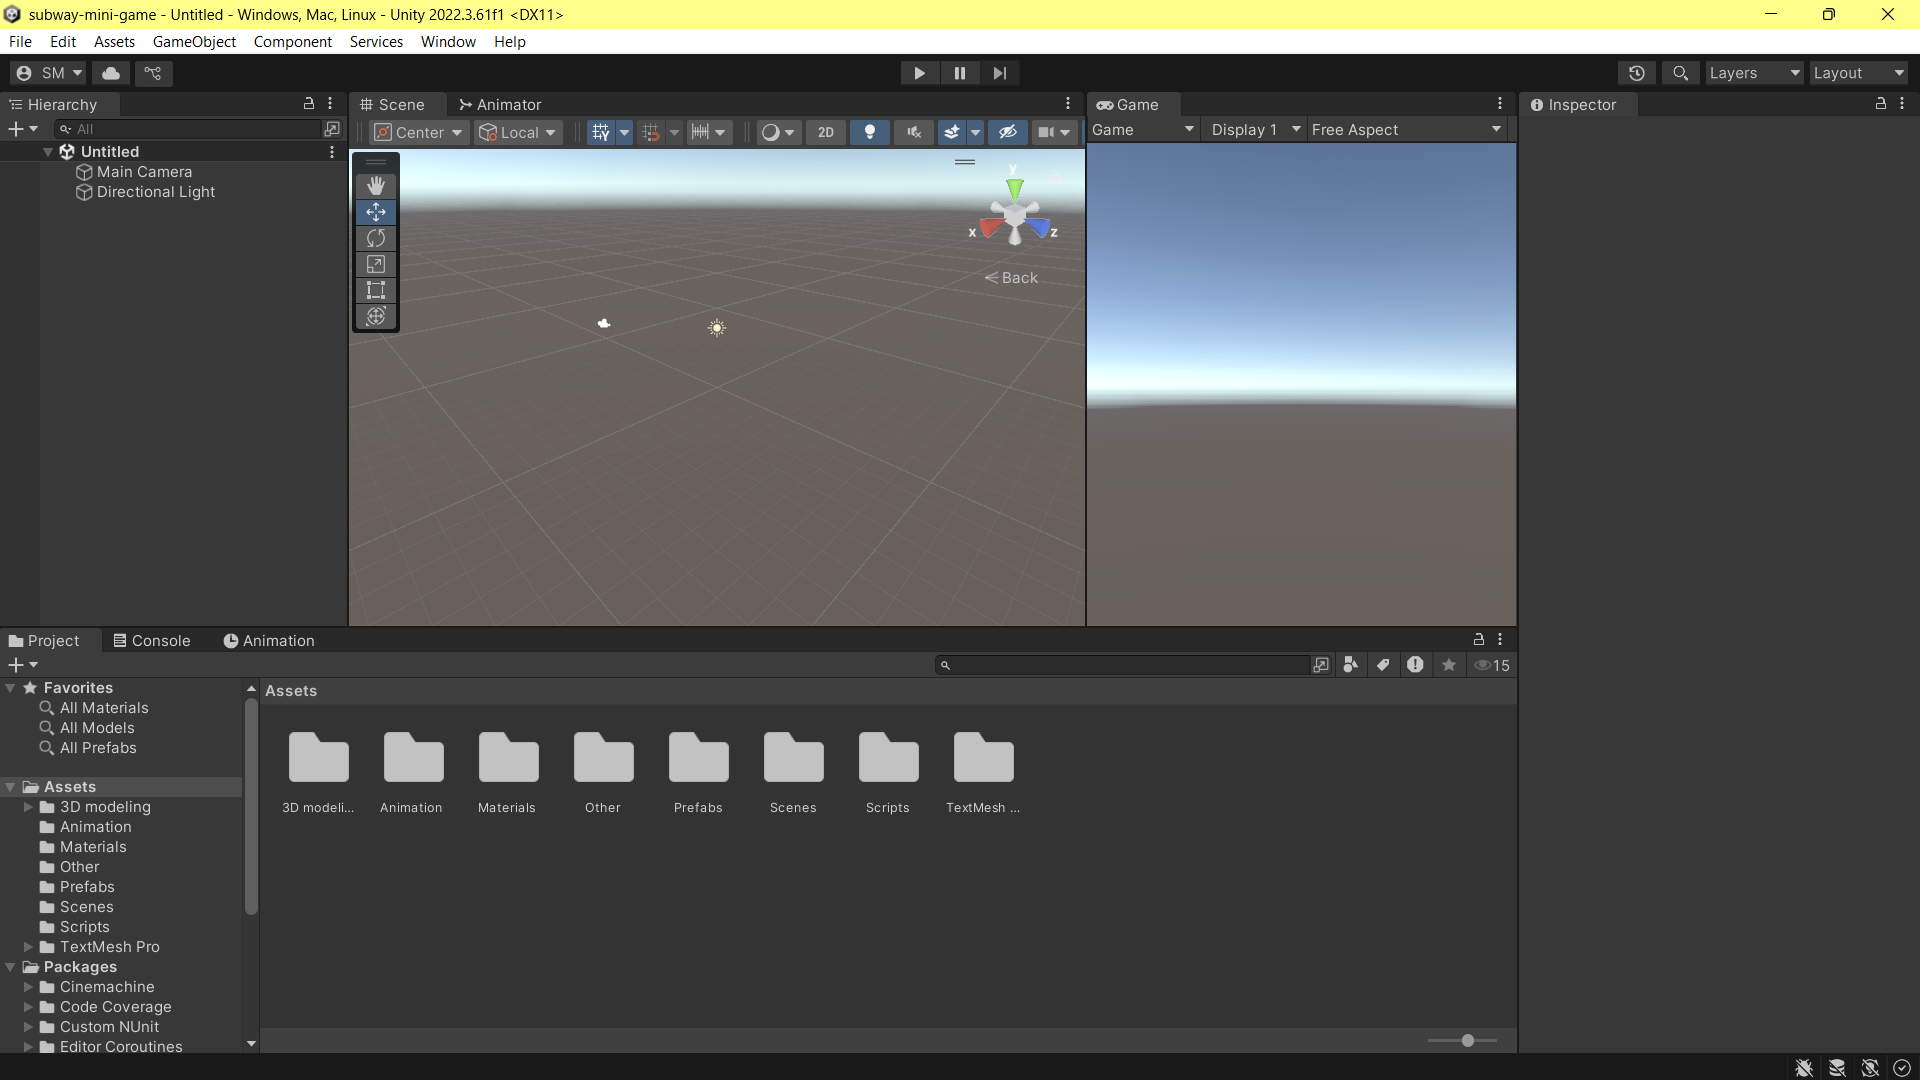 subway-mini-game - Untitled - Windows, Mac, Linux - Unity 2022.3.61f1 <DX11>
File Edit Assets GameObject Component Services Window Help
SM Layers Layout
Hierarchy
All
Untitled
Main Camera
Directional Light
Scene Animator
Center Local 2D
y
x z
Back
Game
Game Display 1 Free Aspect
Inspector
Project Console Animation
15
Favorites
All Materials
All Models
All Prefabs
Assets
3D modeling
Animation
Materials
Other
Prefabs
Scenes
Scripts
TextMesh Pro
Packages
Cinemachine
Code Coverage
Custom NUnit
Editor Coroutines
Assets
3D modeli... Animation Materials Other Prefabs Scenes Scripts TextMesh ...